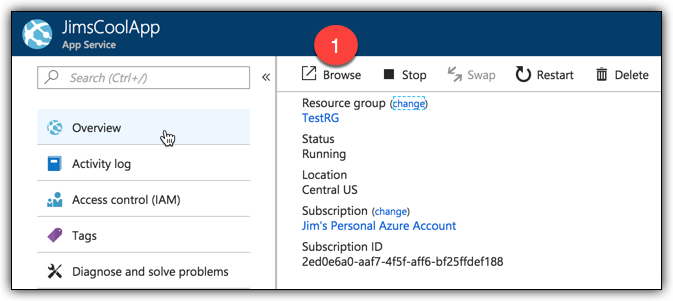 JimsCoolApp
App Service
1
Search (Ctrl+/)
«
Browse Stop Swap Restart Delete
Overview
Activity log
Access control (IAM)
Tags
Diagnose and solve problems
Resource group (change)
TestRG
Status
Running
Location
Central US
Subscription (change)
Jim's Personal Azure Account
Subscription ID
2ed0e6a0-aaf7-4f5f-aff6-bf25ffdef188